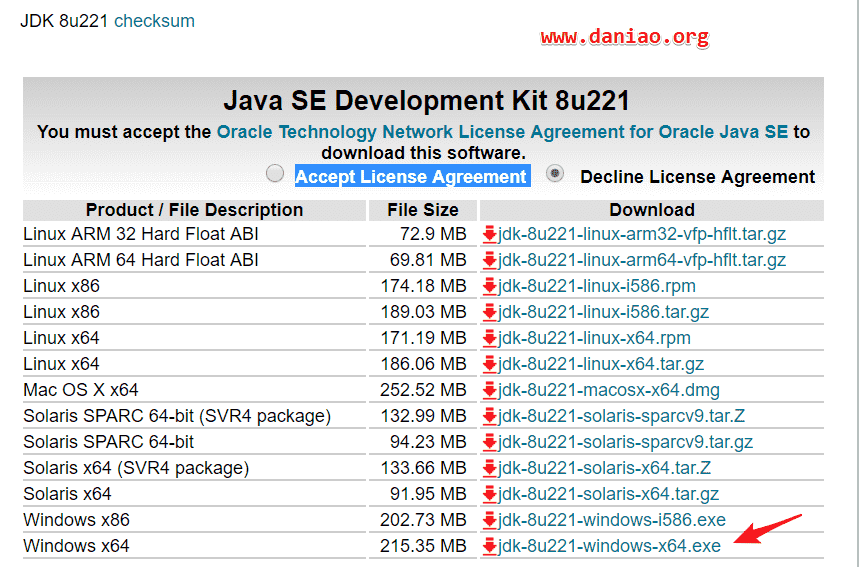 JDK 8u221 checksum
www.daniao.org
Java SE Development Kit 8u221
You must accept the Oracle Technology Network License Agreement for Oracle Java SE to
download this software.
Accept License Agreement Decline License Agreement
Product / File Description File Size Download
Linux ARM 32 Hard Float ABI 72.9 MB jdk-8u221-linux-arm32-vfp-hflt.tar.gz
Linux ARM 64 Hard Float ABI 69.81 MB jdk-8u221-linux-arm64-vfp-hflt.tar.gz
Linux x86 174.18 MB jdk-8u221-linux-i586.rpm
Linux x86 189.03 MB jdk-8u221-linux-i586.tar.gz
Linux x64 171.19 MB jdk-8u221-linux-x64.rpm
Linux x64 186.06 MB jdk-8u221-linux-x64.tar.gz
Mac OS X x64 252.52 MB jdk-8u221-macosx-x64.dmg
Solaris SPARC 64-bit (SVR4 package) 132.99 MB jdk-8u221-solaris-sparcv9.tar.Z
Solaris SPARC 64-bit 94.23 MB jdk-8u221-solaris-sparcv9.tar.gz
Solaris x64 (SVR4 package) 133.66 MB jdk-8u221-solaris-x64.tar.Z
Solaris x64 91.95 MB jdk-8u221-solaris-x64.tar.gz
Windows x86 202.73 MB jdk-8u221-windows-i586.exe
Windows x64 215.35 MB jdk-8u221-windows-x64.exe